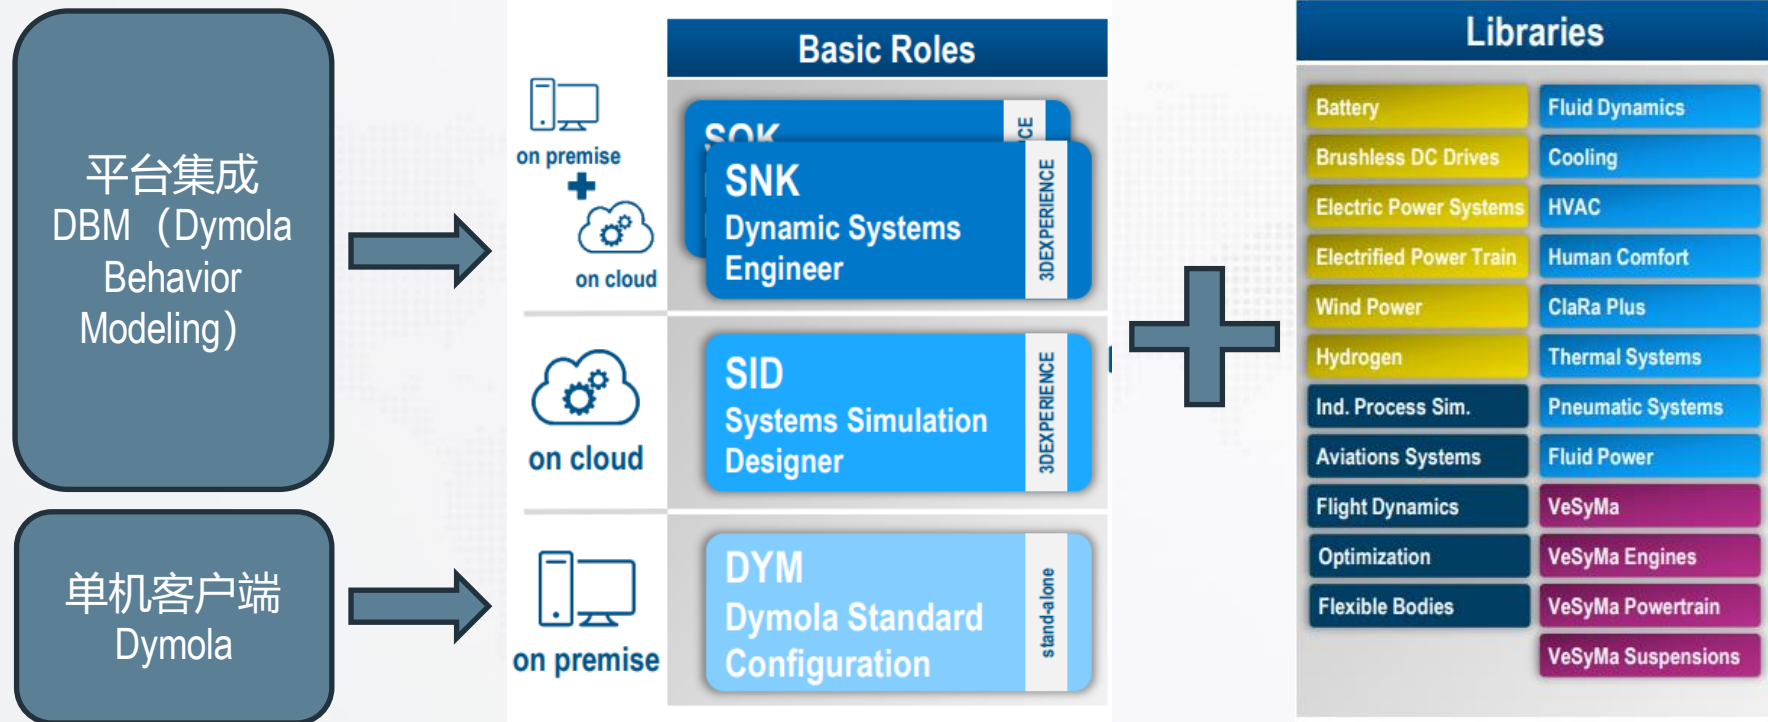 平台集成
DBM（Dymola
Behavior
Modeling）
单机客户端
Dymola
Basic Roles
on premise
on cloud
SNK
Dynamic Systems
Engineer
3DEXPERIENCE
on cloud
SID
Systems Simulation
Designer
3DEXPERIENCE
on premise
DYM
Dymola Standard
Configuration
stand-alone
Libraries
Battery
Brushless DC Drives
Electric Power Systems
Electrified Power Train
Wind Power
Hydrogen
Ind. Process Sim.
Aviations Systems
Flight Dynamics
Optimization
Flexible Bodies
Fluid Dynamics
Cooling
HVAC
Human Comfort
ClaRa Plus
Thermal Systems
Pneumatic Systems
Fluid Power
VeSyMa
VeSyMa Engines
VeSyMa Powertrain
VeSyMa Suspensions